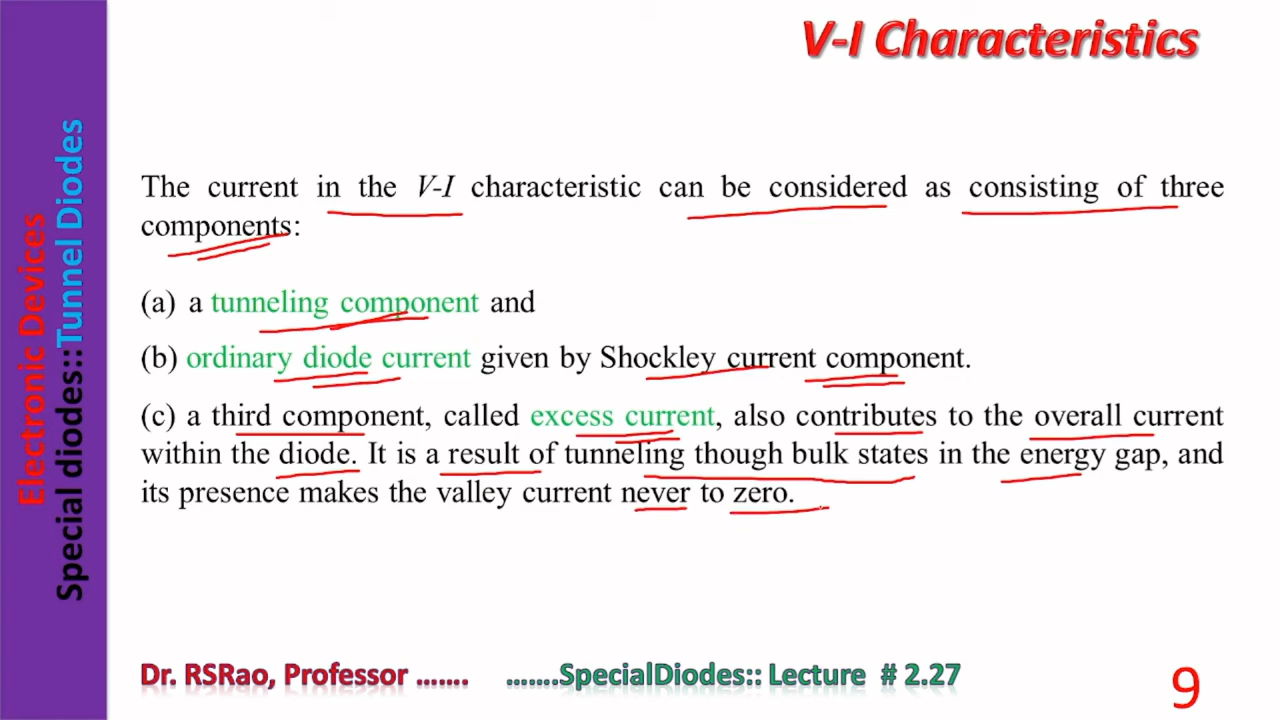 V-I Characteristics
Electronic Devices
Special diodes::Tunnel Diodes
The current in the V-I characteristic can be considered as consisting of three
components:
(a) a tunneling component and
(b) ordinary diode current given by Shockley current component.
(c) a third component, called excess current, also contributes to the overall current
within the diode. It is a result of tunneling though bulk states in the energy gap, and
its presence makes the valley current never to zero.
Dr. RSRao, Professor ....... .......SpecialDiodes:: Lecture # 2.27
9